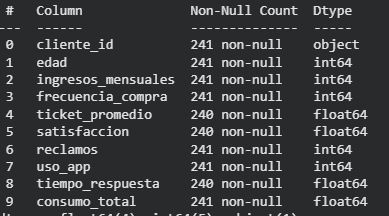 #   Column              Non-Null Count  Dtype
---  ------              --------------  -----
0   cliente_id          241 non-null    object
1   edad                241 non-null    int64
2   ingresos_mensuales  241 non-null    int64
3   frecuencia_compra   241 non-null    int64
4   ticket_promedio     240 non-null    float64
5   satisfaccion        240 non-null    float64
6   reclamos            241 non-null    int64
7   uso_app             241 non-null    int64
8   tiempo_respuesta    240 non-null    float64
9   consumo_total       241 non-null    float64